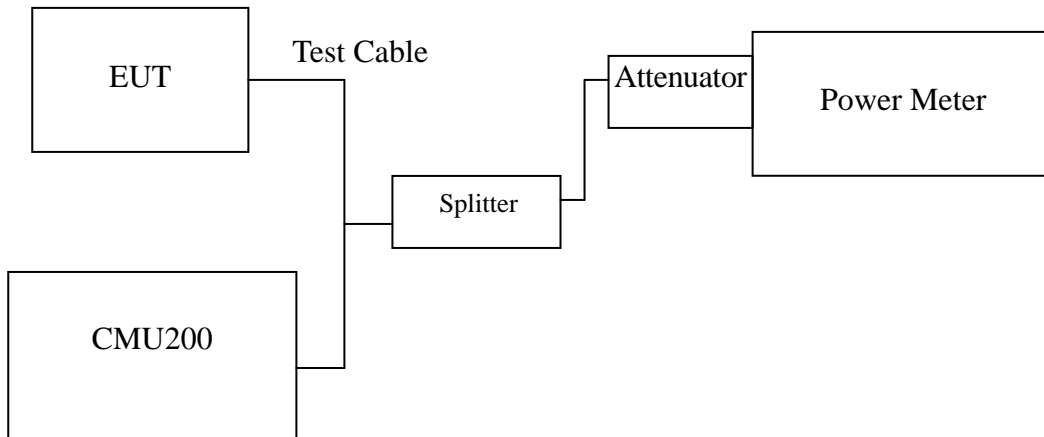 EUT
Test Cable
Attenuator
Power Meter
Splitter
CMU200